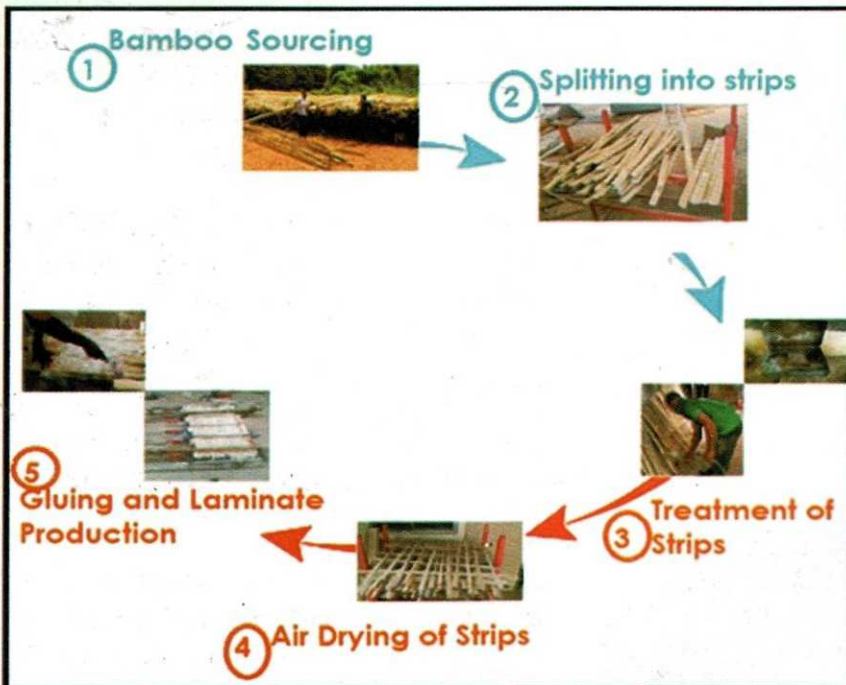 1 Bamboo Sourcing
2 Splitting into strips
3 Treatment of
Strips
4 Air Drying of Strips
5
Gluing and Laminate
Production